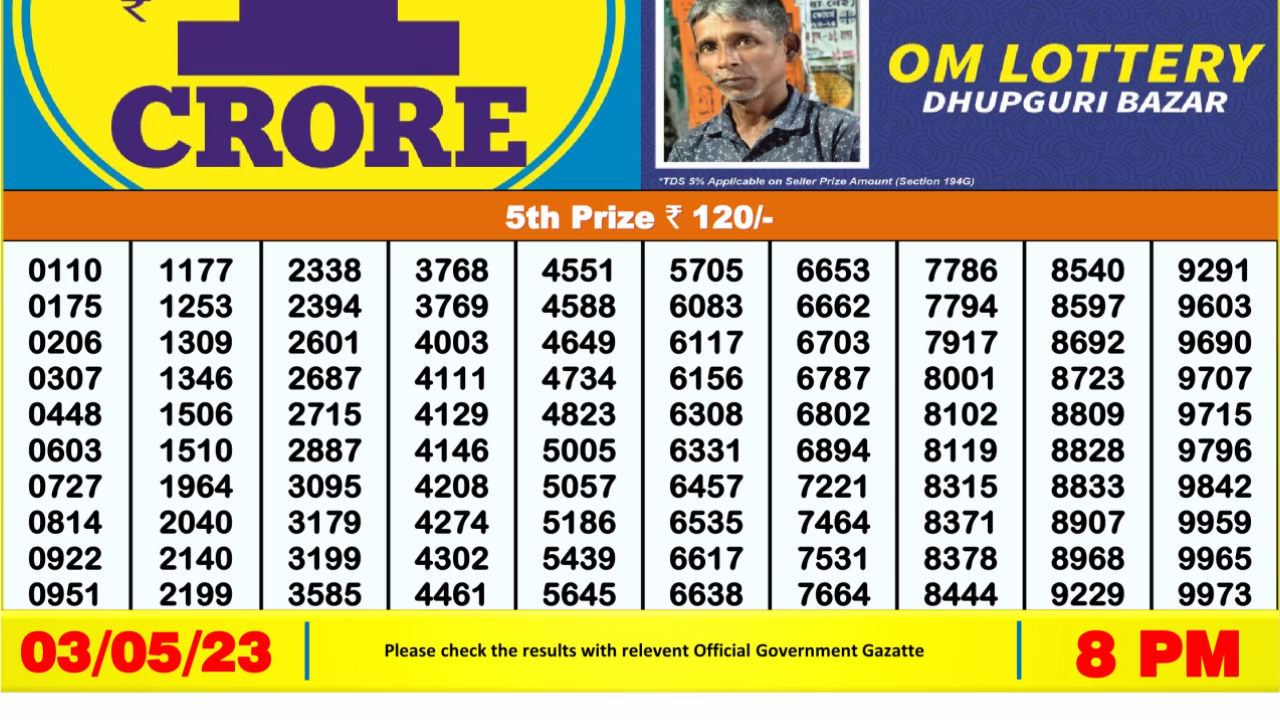 ₹ 1
CRORE
OM LOTTERY
DHUPGURI BAZAR
*TDS 5% Applicable on Seller Prize Amount (Section 194G)
5th Prize ₹ 120/-
0110 1177 2338 3768 4551 5705 6653 7786 8540 9291
0175 1253 2394 3769 4588 6083 6662 7794 8597 9603
0206 1309 2601 4003 4649 6117 6703 7917 8692 9690
0307 1346 2687 4111 4734 6156 6787 8001 8723 9707
0448 1506 2715 4129 4823 6308 6802 8102 8809 9715
0603 1510 2887 4146 5005 6331 6894 8119 8828 9796
0727 1964 3095 4208 5057 6457 7221 8315 8833 9842
0814 2040 3179 4274 5186 6535 7464 8371 8907 9959
0922 2140 3199 4302 5439 6617 7531 8378 8968 9965
0951 2199 3585 4461 5645 6638 7664 8444 9229 9973
03/05/23 Please check the results with relevent Official Government Gazatte 8 PM